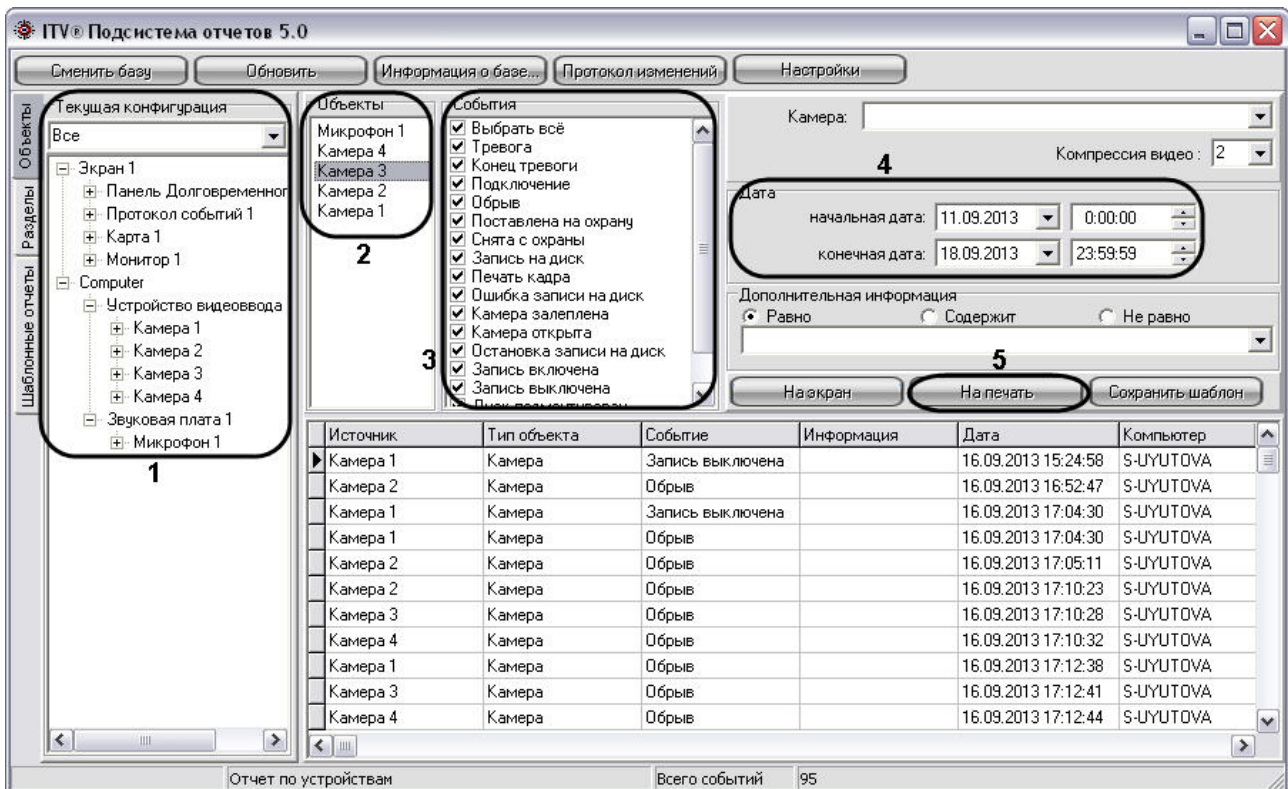 ITV® Подсистема отчетов 5.0
Сменить базу
Обновить
Информация о базе...
Протокол изменений
Настройки
Объекты
Разделы
Шаблонные отчеты
Текущая конфигурация
Все
Экран 1
Панель Долговременног
Протокол событий 1
Карта 1
Монитор 1
Computer
Устройство видеоввода
Камера 1
Камера 2
Камера 3
Камера 4
Звуковая плата 1
Микрофон 1
1
Объекты
Микрофон 1
Камера 4
Камера 3
Камера 2
Камера 1
2
События
Выбрать всё
Тревога
Конец тревоги
Подключение
Обрыв
Поставлена на охрану
Снята с охраны
Запись на диск
Печать кадра
Ошибка записи на диск
Камера залеплена
Камера открыта
Остановка записи на диск
Запись включена
Запись выключена
3
Камера:
Компрессия видео : 2
4
Дата
начальная дата: 11.09.2013 0:00:00
конечная дата: 18.09.2013 23:59:59
Дополнительная информация
Равно Содержит Не равно
5
На экран На печать Сохранить шаблон
Источник Тип объекта Событие Информация Дата Компьютер
Камера 1 Камера Запись выключена 16.09.2013 15:24:58 S-UYUTOVA
Камера 2 Камера Обрыв 16.09.2013 16:52:47 S-UYUTOVA
Камера 1 Камера Запись выключена 16.09.2013 17:04:30 S-UYUTOVA
Камера 1 Камера Обрыв 16.09.2013 17:04:30 S-UYUTOVA
Камера 2 Камера Обрыв 16.09.2013 17:05:11 S-UYUTOVA
Камера 2 Камера Обрыв 16.09.2013 17:10:23 S-UYUTOVA
Камера 3 Камера Обрыв 16.09.2013 17:10:28 S-UYUTOVA
Камера 4 Камера Обрыв 16.09.2013 17:10:32 S-UYUTOVA
Камера 1 Камера Обрыв 16.09.2013 17:12:38 S-UYUTOVA
Камера 3 Камера Обрыв 16.09.2013 17:12:41 S-UYUTOVA
Камера 4 Камера Обрыв 16.09.2013 17:12:44 S-UYUTOVA
Отчет по устройствам Всего событий 95